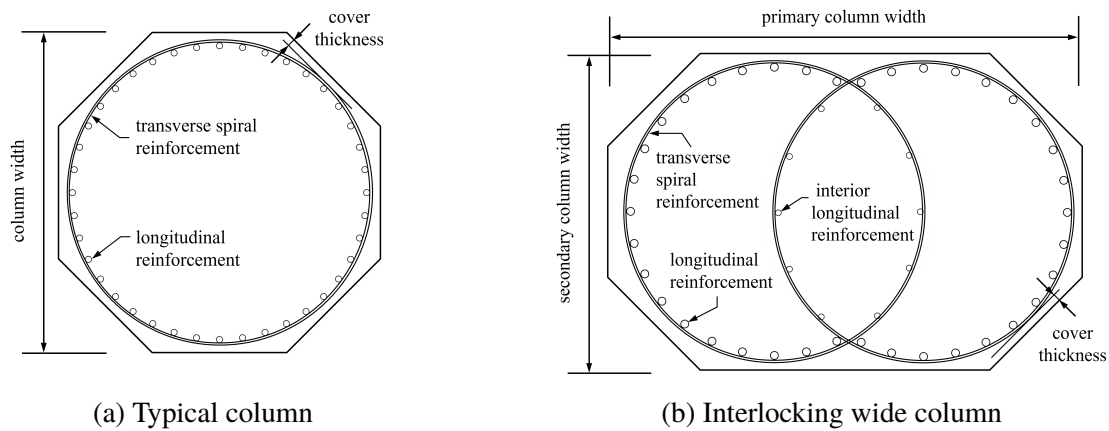 cover
thickness
transverse spiral
reinforcement
column width
longitudinal
reinforcement
(a) Typical column
primary column width
secondary column width
transverse
spiral
reinforcement
interior
longitudinal
reinforcement
longitudinal
reinforcement
cover
thickness
(b) Interlocking wide column